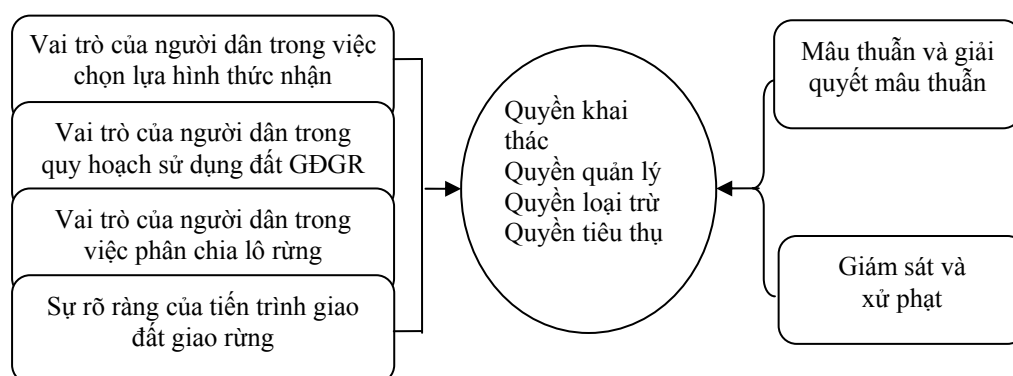 Vai trò của người dân trong việc
chọn lựa hình thức nhận
Vai trò của người dân trong
quy hoạch sử dụng đất GĐGR
Vai trò của người dân trong
việc phân chia lô rừng
Sự rõ ràng của tiến trình giao
đất giao rừng
Quyền khai
thác
Quyền quản lý
Quyền loại trừ
Quyền tiêu thụ
Mâu thuẫn và giải
quyết mâu thuẫn
Giám sát và
xử phạt